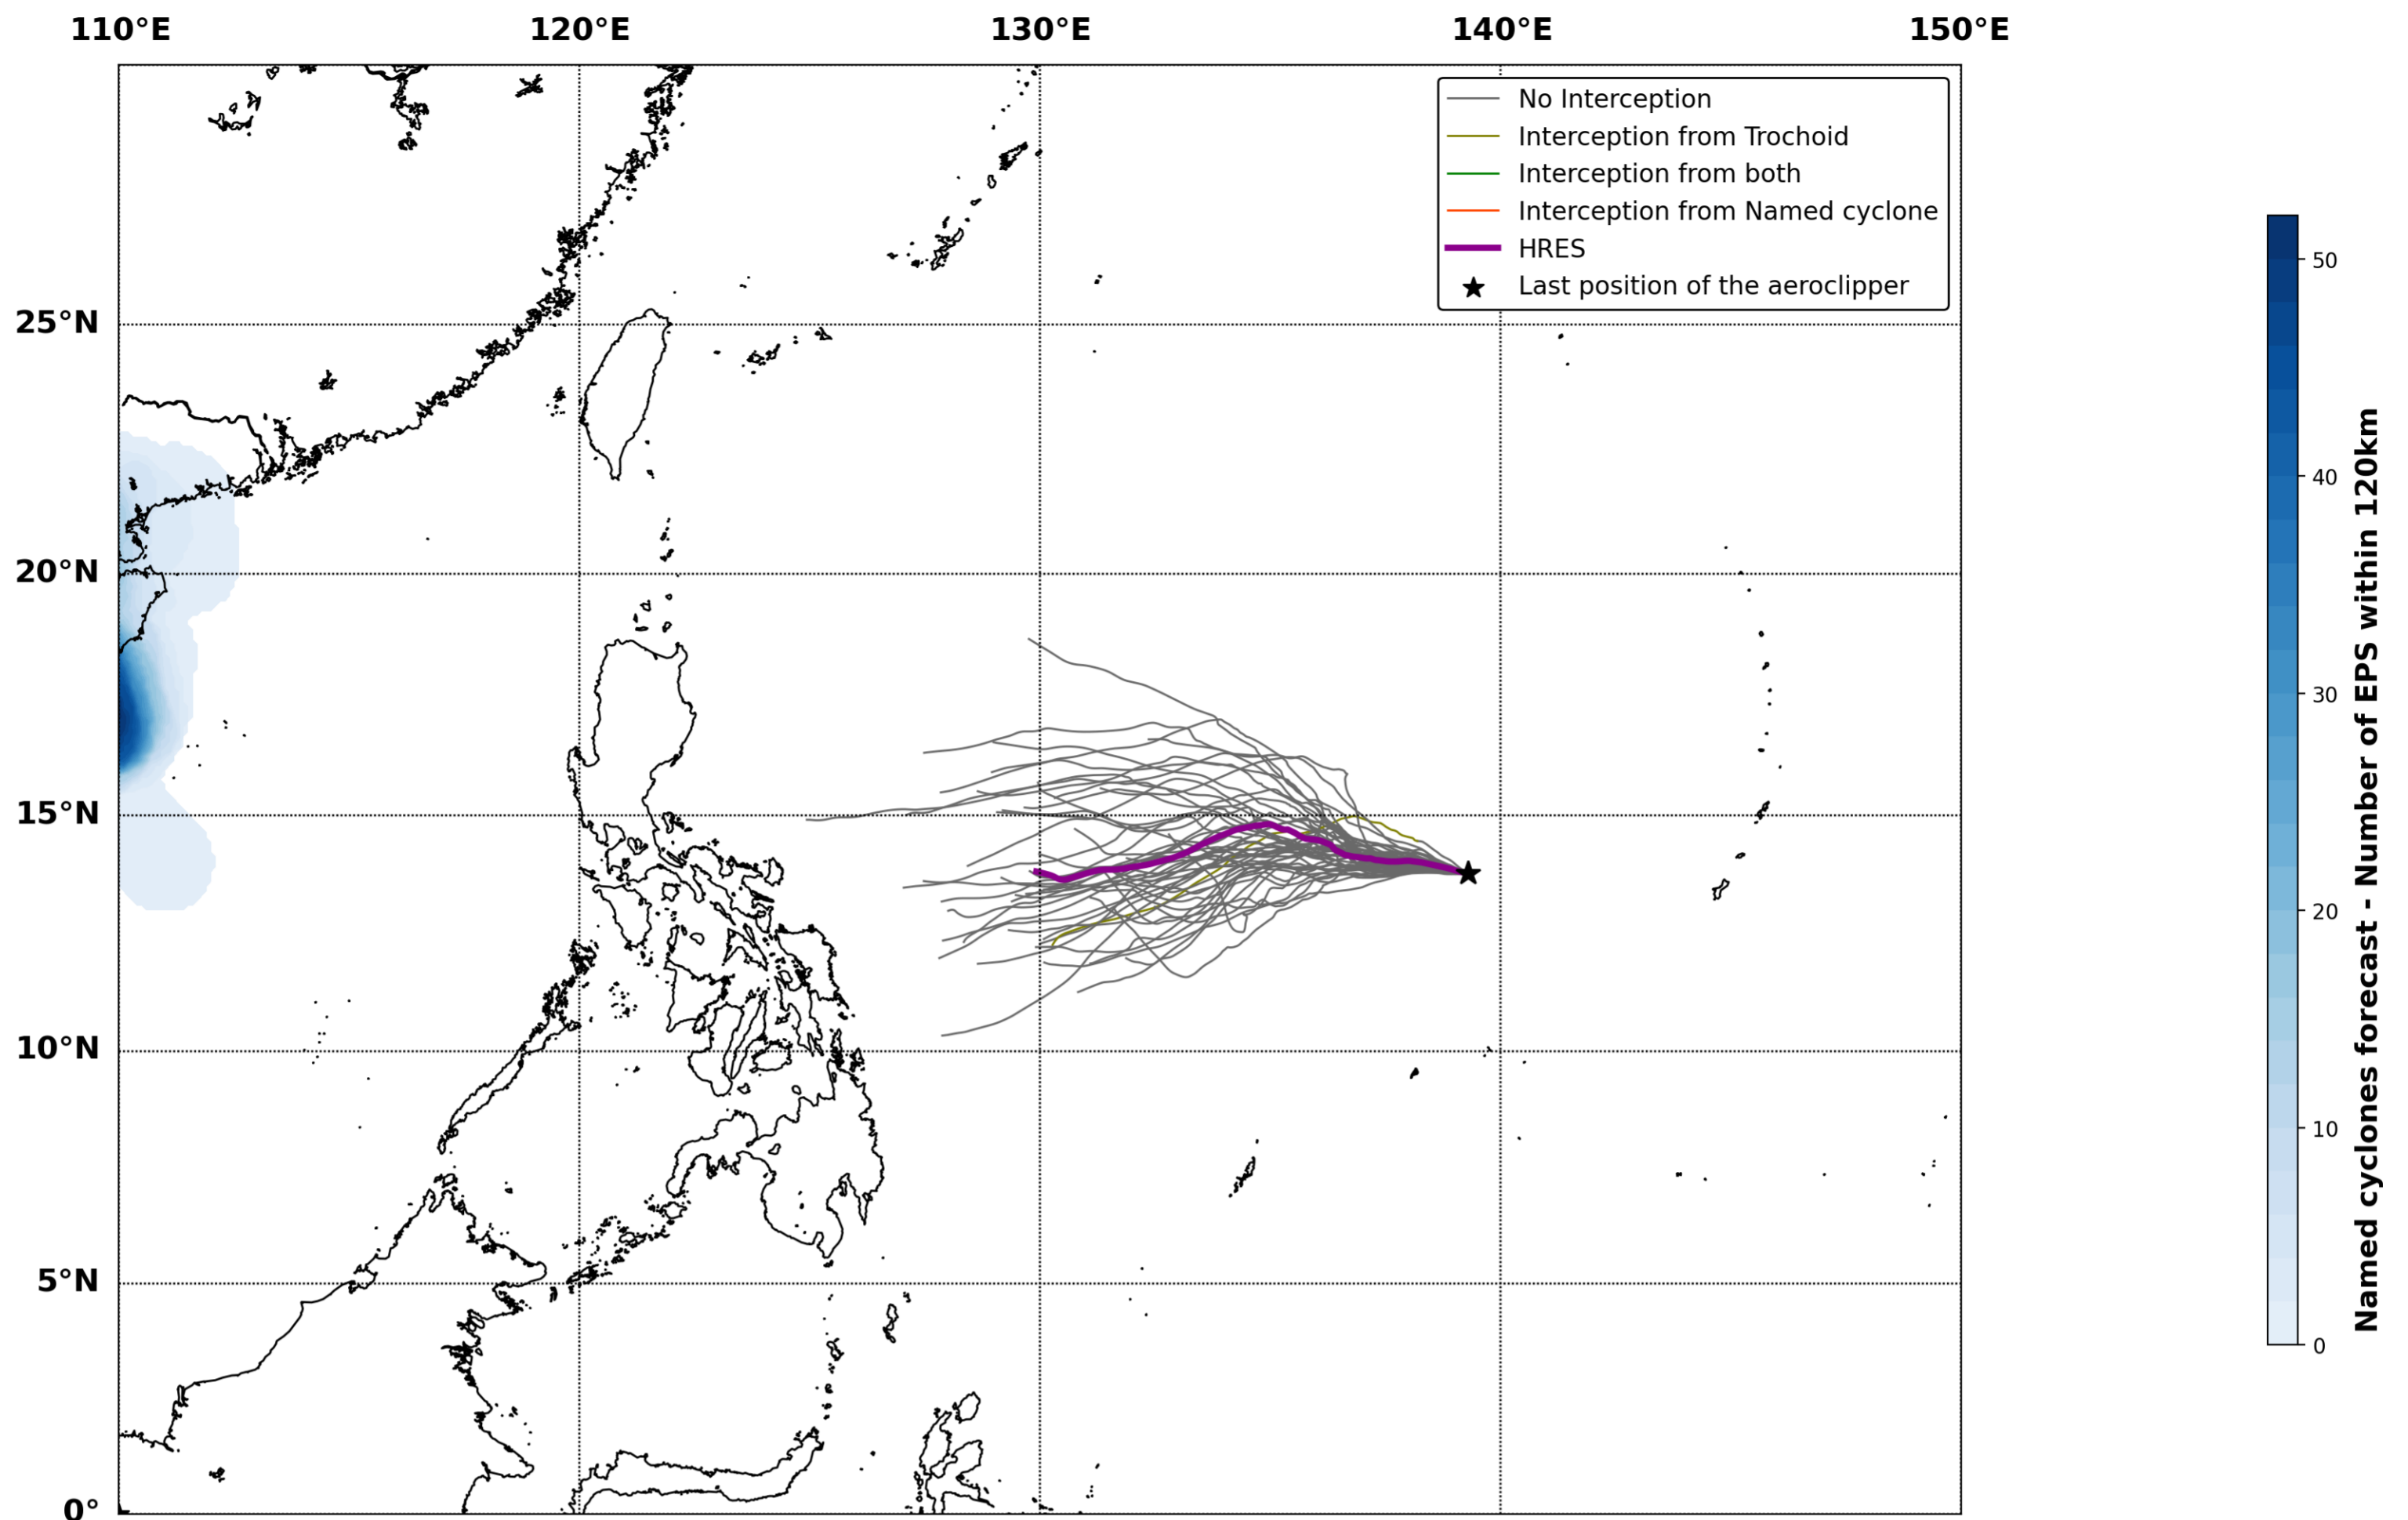 110°E 120°E 130°E 140°E 150°E
No Interception
Interception from Trochoid
Interception from both
Interception from Named cyclone
HRES
Last position of the aeroclipper
25°N
20°N
15°N
10°N
5°N
0°
50
40
30
20
10
0
Named cyclones forecast - Number of EPS within 120km